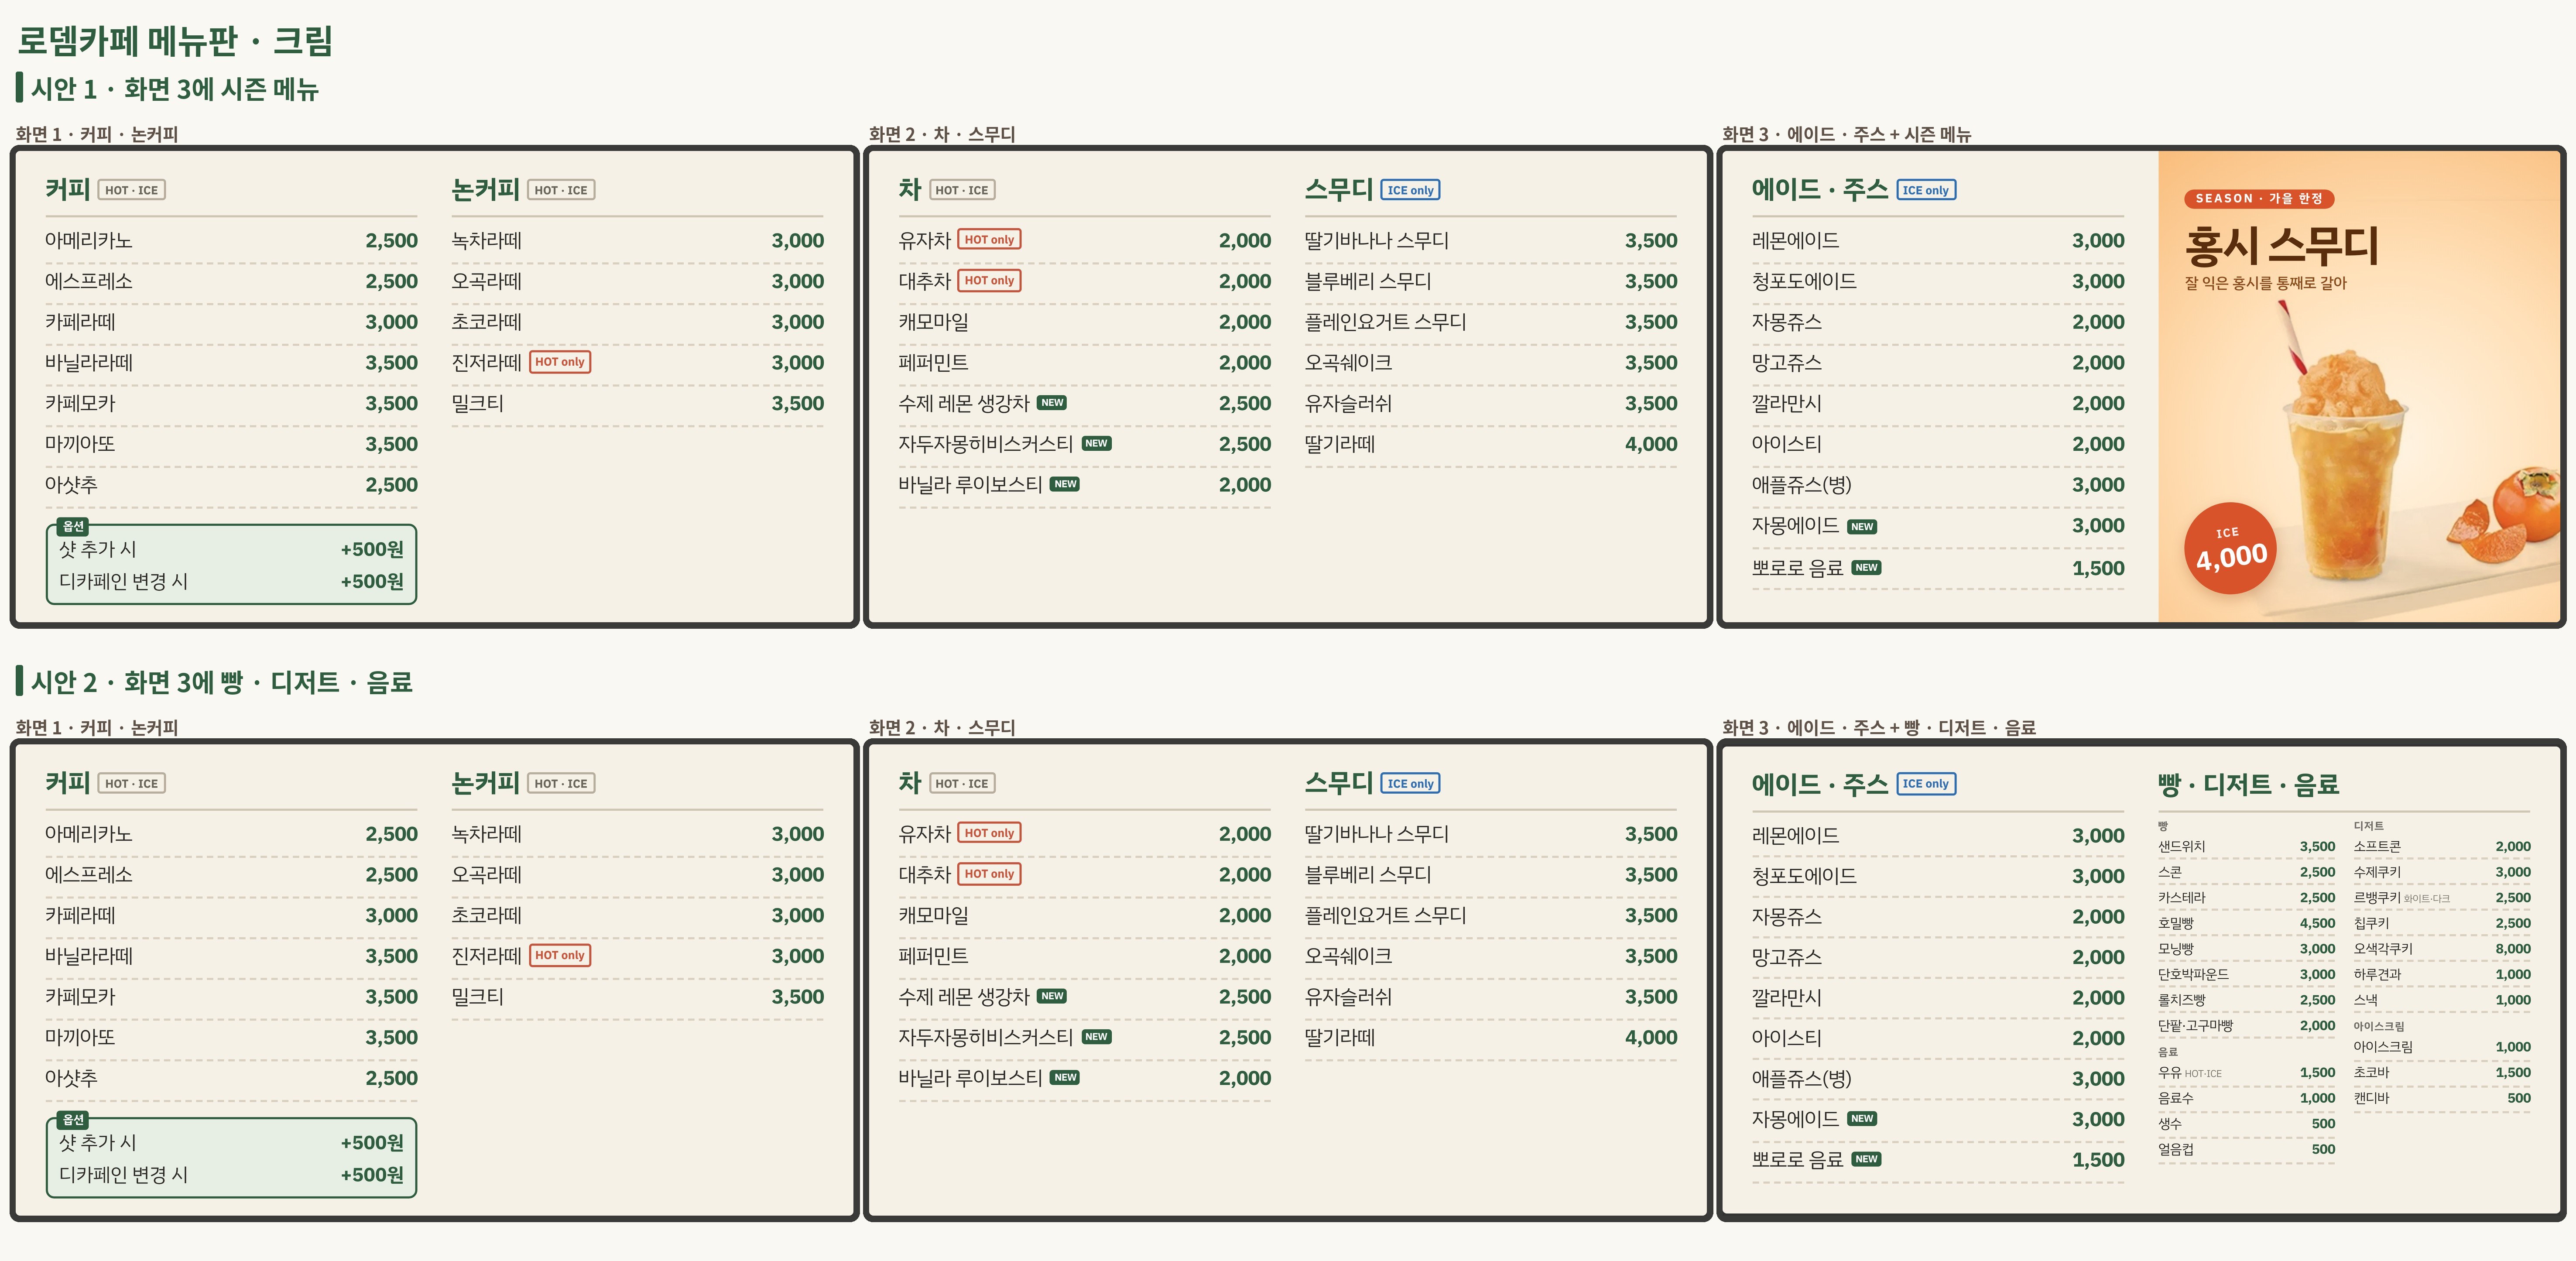 로뎀카페 메뉴판 · 크림
시안 1 · 화면 3에 시즌 메뉴
화면 1 · 커피 · 논커피
커피 HOT · ICE
아메리카노 2,500
에스프레소 2,500
카페라떼 3,000
바닐라라떼 3,500
카페모카 3,500
마끼아또 3,500
아샷추 2,500
옵션
샷 추가 시 +500원
디카페인 변경 시 +500원
논커피 HOT · ICE
녹차라떼 3,000
오곡라떼 3,000
초코라떼 3,000
진저라떼 HOT only 3,000
밀크티 3,500
화면 2 · 차 · 스무디
차 HOT · ICE
유자차 HOT only 2,000
대추차 HOT only 2,000
캐모마일 2,000
페퍼민트 2,000
수제 레몬 생강차 NEW 2,500
자두자몽히비스커스티 NEW 2,500
바닐라 루이보스티 NEW 2,000
스무디 ICE only
딸기바나나 스무디 3,500
블루베리 스무디 3,500
플레인요거트 스무디 3,500
오곡쉐이크 3,500
유자슬러쉬 3,500
딸기라떼 4,000
화면 3 · 에이드 · 주스 + 시즌 메뉴
에이드 · 주스 ICE only
레몬에이드 3,000
청포도에이드 3,000
자몽쥬스 2,000
망고쥬스 2,000
깔라만시 2,000
아이스티 2,000
애플쥬스(병) 3,000
자몽에이드 NEW 3,000
뽀로로 음료 NEW 1,500
SEASON · 가을 한정
홍시 스무디
잘 익은 홍시를 통째로 갈아
ICE
4,000
시안 2 · 화면 3에 빵 · 디저트 · 음료
화면 1 · 커피 · 논커피
커피 HOT · ICE
아메리카노 2,500
에스프레소 2,500
카페라떼 3,000
바닐라라떼 3,500
카페모카 3,500
마끼아또 3,500
아샷추 2,500
옵션
샷 추가 시 +500원
디카페인 변경 시 +500원
논커피 HOT · ICE
녹차라떼 3,000
오곡라떼 3,000
초코라떼 3,000
진저라떼 HOT only 3,000
밀크티 3,500
화면 2 · 차 · 스무디
차 HOT · ICE
유자차 HOT only 2,000
대추차 HOT only 2,000
캐모마일 2,000
페퍼민트 2,000
수제 레몬 생강차 NEW 2,500
자두자몽히비스커스티 NEW 2,500
바닐라 루이보스티 NEW 2,000
스무디 ICE only
딸기바나나 스무디 3,500
블루베리 스무디 3,500
플레인요거트 스무디 3,500
오곡쉐이크 3,500
유자슬러쉬 3,500
딸기라떼 4,000
화면 3 · 에이드 · 주스 + 빵 · 디저트 · 음료
에이드 · 주스 ICE only
레몬에이드 3,000
청포도에이드 3,000
자몽쥬스 2,000
망고쥬스 2,000
깔라만시 2,000
아이스티 2,000
애플쥬스(병) 3,000
자몽에이드 NEW 3,000
뽀로로 음료 NEW 1,500
빵 · 디저트 · 음료
빵
샌드위치 3,500
스콘 2,500
카스테라 2,500
호밀빵 4,500
모닝빵 3,000
단호박파운드 3,000
롤치즈빵 2,500
단팥·고구마빵 2,000
음료
우유 HOT·ICE 1,500
음료수 1,000
생수 500
얼음컵 500
디저트
소프트콘 2,000
수제쿠키 3,000
르뱅쿠키 화이트·다크 2,500
칩쿠키 2,500
오색각쿠키 8,000
하루견과 1,000
스낵 1,000
아이스크림
아이스크림 1,000
초코바 1,500
캔디바 500